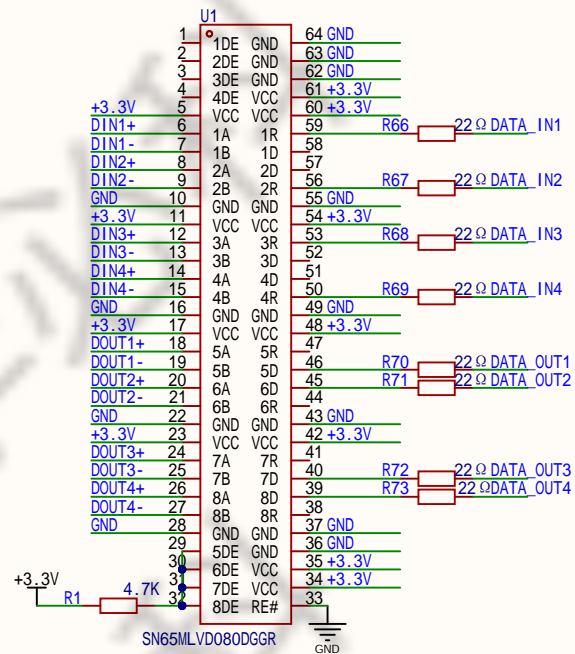 U1
1 1DE GND 64 GND
2 2DE GND 63 GND
3 3DE GND 62 GND
4 4DE VCC 61 +3.3V
+3.3V 5 VCC VCC 60 +3.3V
DIN1+ 6 1A 1R 59 R66 22Ω DATA_IN1
DIN1- 7 1B 1D 58
DIN2+ 8 2A 2D 57
DIN2- 9 2B 2R 56 R67 22Ω DATA_IN2
GND 10 GND GND 55 GND
+3.3V 11 VCC VCC 54 +3.3V
DIN3+ 12 3A 3R 53 R68 22Ω DATA_IN3
DIN3- 13 3B 3D 52
DIN4+ 14 4A 4D 51
DIN4- 15 4B 4R 50 R69 22Ω DATA_IN4
GND 16 GND GND 49 GND
+3.3V 17 VCC VCC 48 +3.3V
DOUT1+ 18 5A 5R 47
DOUT1- 19 5B 5D 46 R70 22Ω DATA_OUT1
DOUT2+ 20 6A 6D 45 R71 22Ω DATA_OUT2
DOUT2- 21 6B 6R 44
GND 22 GND GND 43 GND
+3.3V 23 VCC VCC 42 +3.3V
DOUT3+ 24 7A 7R 41
DOUT3- 25 7B 7D 40 R72 22Ω DATA_OUT3
DOUT4+ 26 8A 8D 39 R73 22Ω DATA_OUT4
DOUT4- 27 8B 8R 38
GND 28 GND GND 37 GND
29 5DE GND 36 GND
30 6DE VCC 35 +3.3V
31 7DE VCC 34 +3.3V
+3.3V R1 4.7K 32 8DE RE# 33
SN65MLVD080DGGR
GND